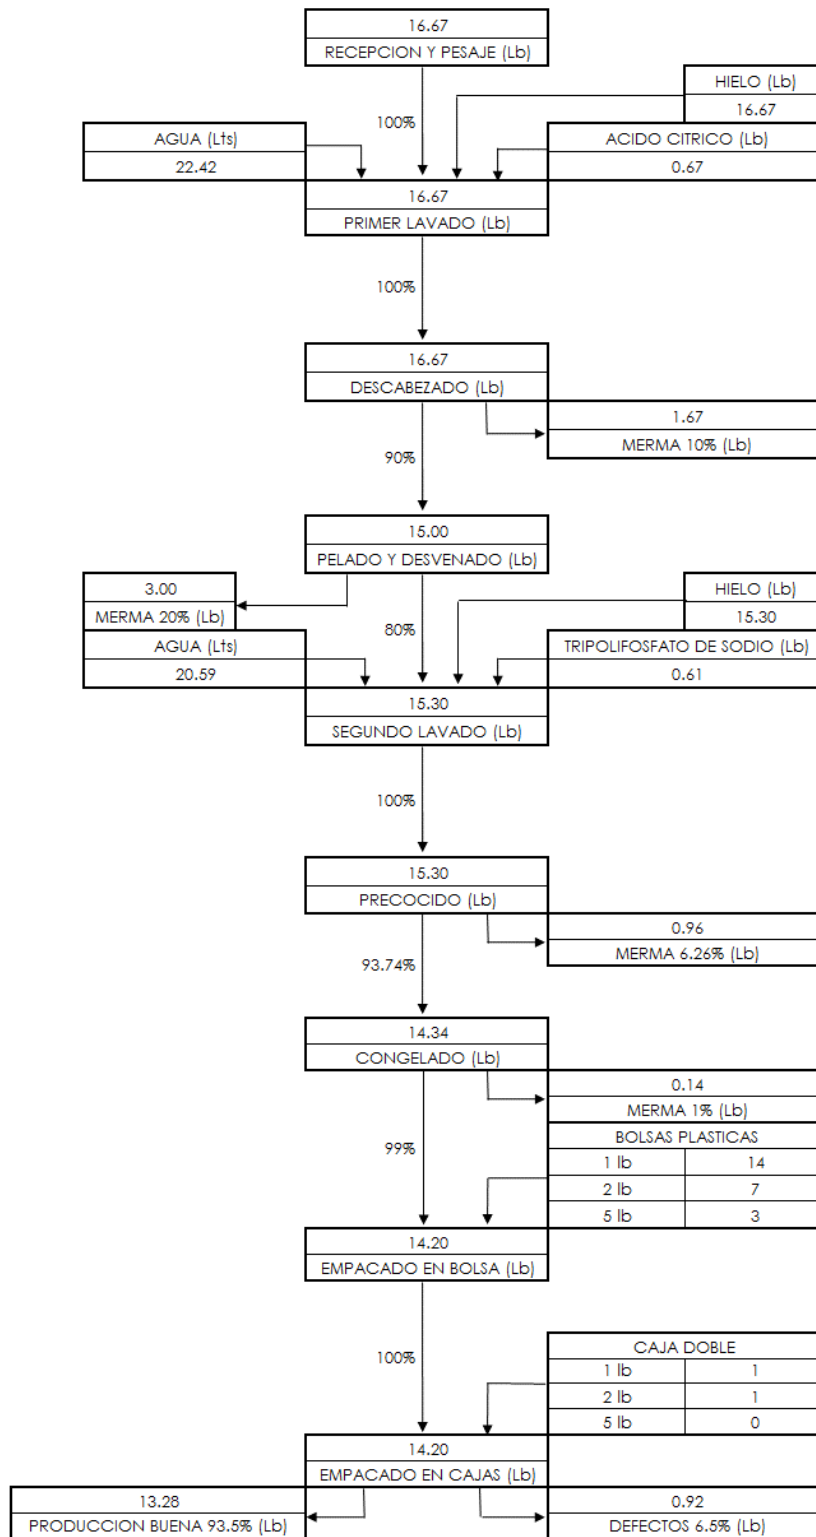 16.67
RECEPCION Y PESAJE (Lb)
HIELO (Lb)
16.67
100%
AGUA (Lts)
22.42
ACIDO CITRICO (Lb)
0.67
16.67
PRIMER LAVADO (Lb)
100%
16.67
DESCABEZADO (Lb)
1.67
MERMA 10% (Lb)
90%
15.00
PELADO Y DESVENADO (Lb)
3.00
MERMA 20% (Lb)
HIELO (Lb)
15.30
80%
AGUA (Lts)
20.59
TRIPOLIFOSFATO DE SODIO (Lb)
0.61
15.30
SEGUNDO LAVADO (Lb)
100%
15.30
PRECOCIDO (Lb)
0.96
MERMA 6.26% (Lb)
93.74%
14.34
CONGELADO (Lb)
0.14
MERMA 1% (Lb)
99%
BOLSAS PLASTICAS
1 lb 14
2 lb 7
5 lb 3
14.20
EMPACADO EN BOLSA (Lb)
100%
CAJA DOBLE
1 lb 1
2 lb 1
5 lb 0
14.20
EMPACADO EN CAJAS (Lb)
13.28
PRODUCCION BUENA 93.5% (Lb)
0.92
DEFECTOS 6.5% (Lb)